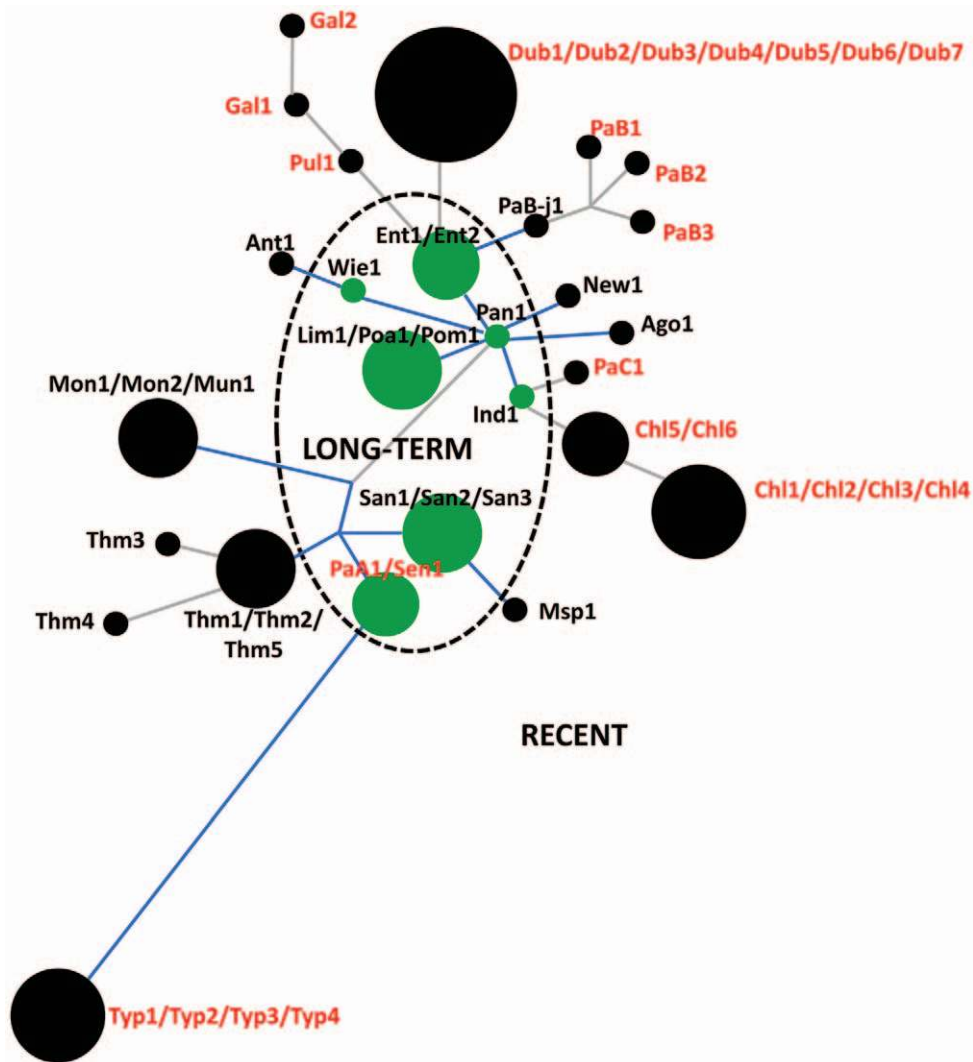 Gal2
Dub1/Dub2/Dub3/Dub4/Dub5/Dub6/Dub7
Gal1
PaB1
Pul1
PaB2
PaB-j1
PaB3
Ent1/Ent2
Ant1
Wie1
New1
Pan1
Lim1/Poa1/Pom1
Ago1
PaC1
Mon1/Mon2/Mun1
Ind1
Chl5/Chl6
LONG-TERM
Chl1/Chl2/Chl3/Chl4
San1/San2/San3
Thm3
PaA1/Sen1
Thm4
Thm1/Thm2/
Thm5
Msp1
RECENT
Typ1/Typ2/Typ3/Typ4